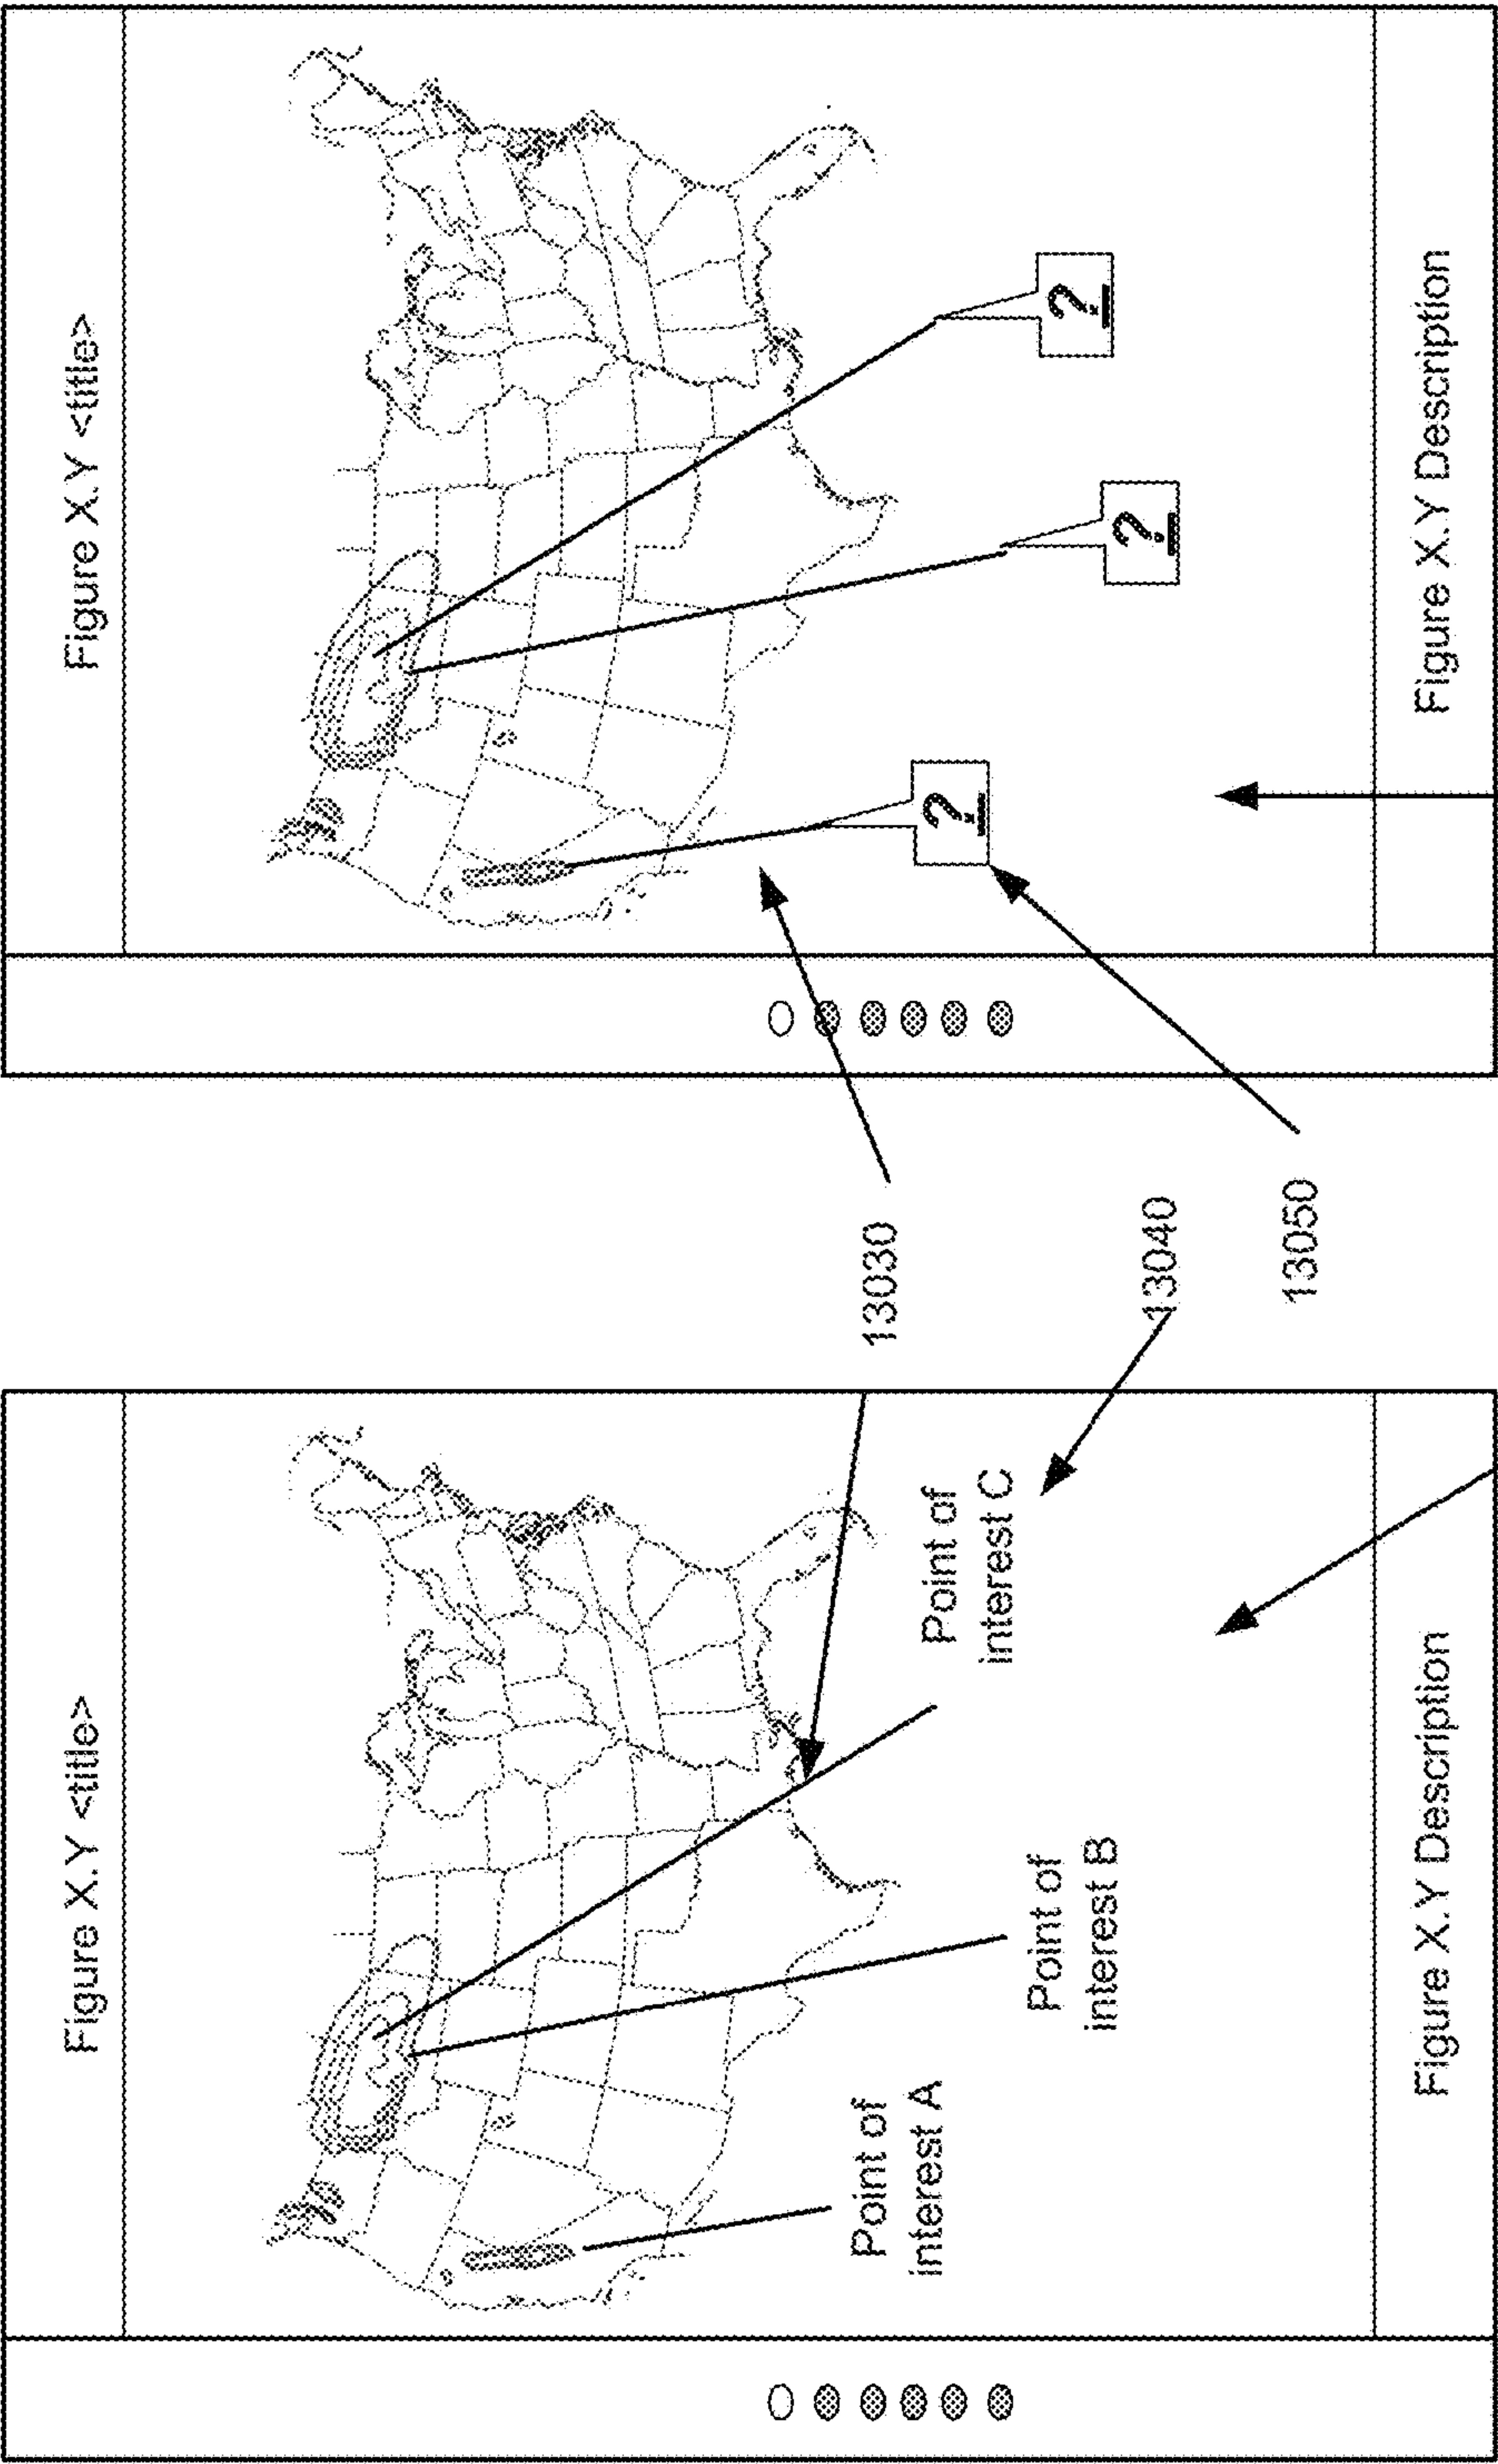 Figure X.Y <title>
Point of
interest A
Point of
interest B
Point of
interest C
Figure X.Y Description
13030
13040
13050
Figure X.Y <title>
?
?
?
Figure X.Y Description